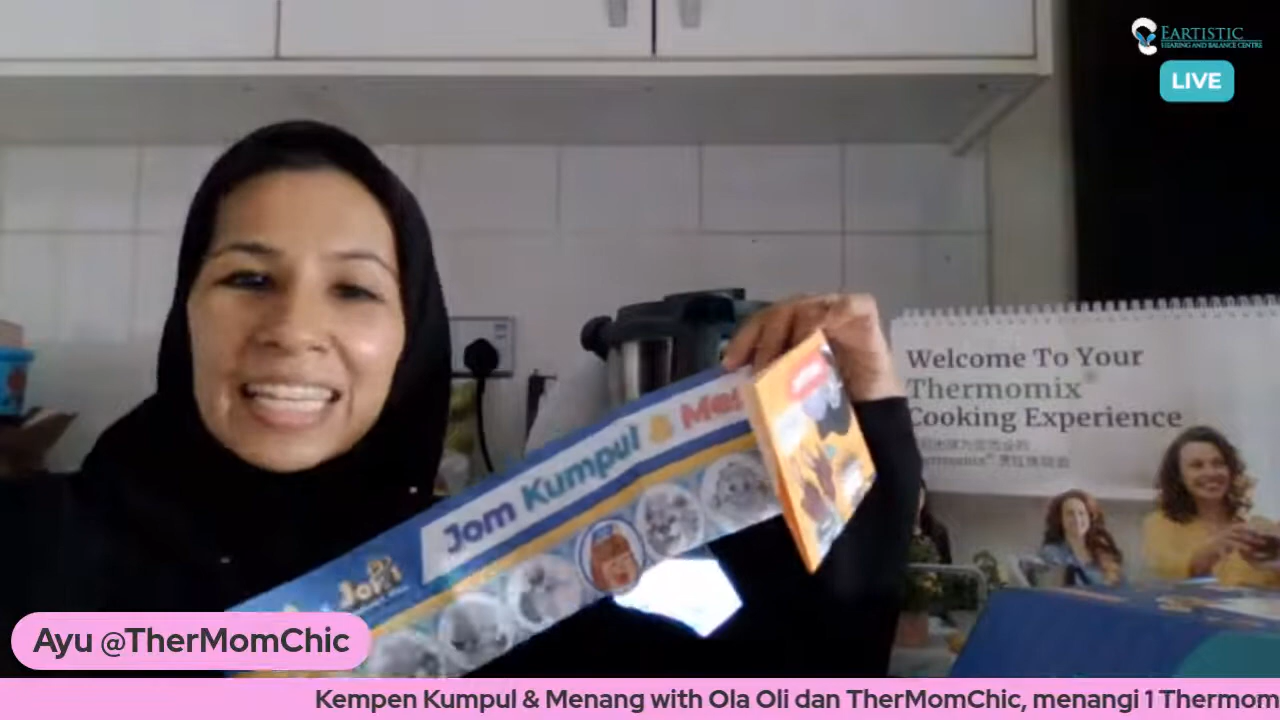 EARTISTIC
HEARING AND BALANCE CENTRE
LIVE
Welcome To Your
Thermomix®
Cooking Experience
Jom Kumpul & Me
Jom
Ayu @TherMomChic
Kempen Kumpul & Menang with Ola Oli dan TherMomChic, menangi 1 Thermom